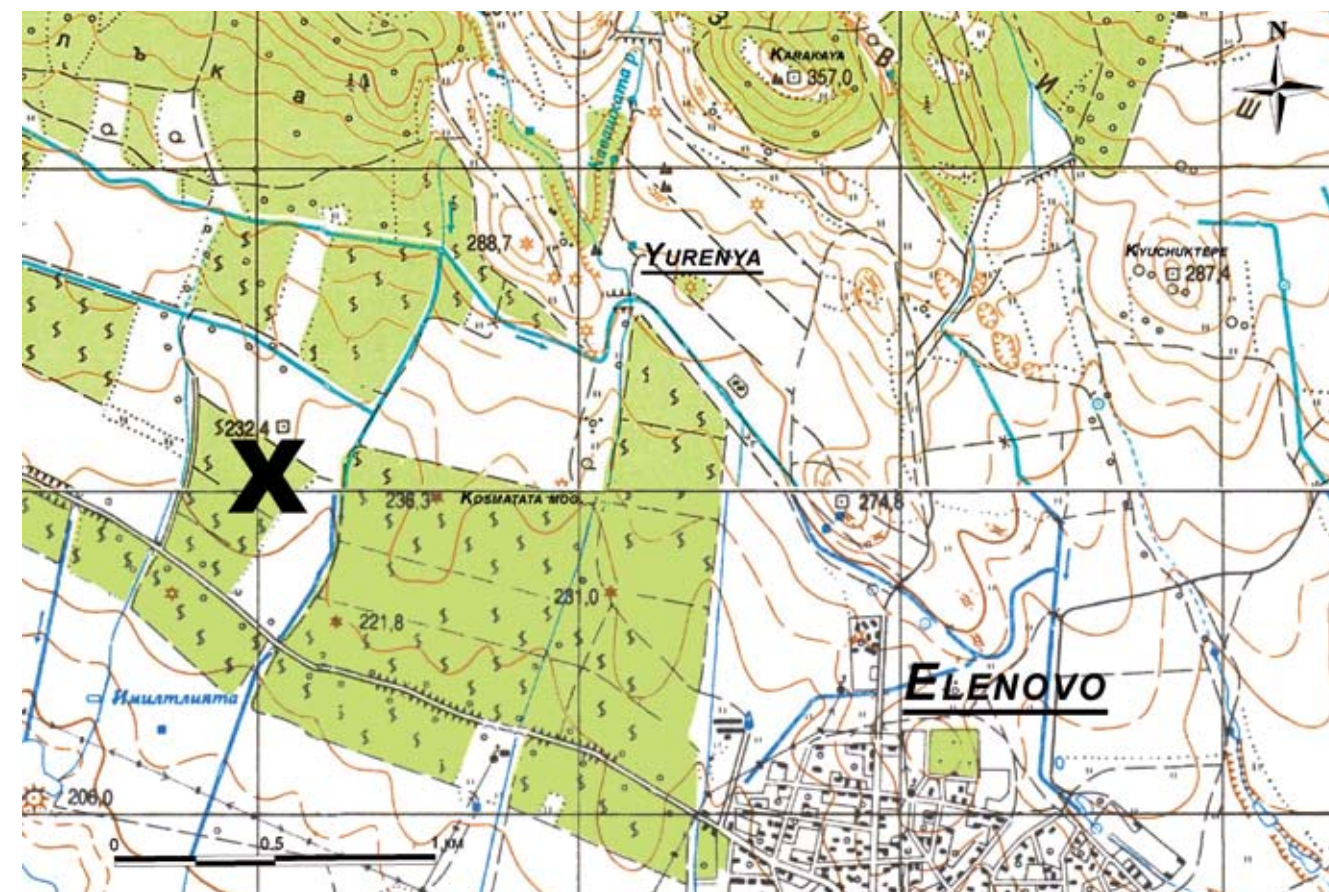 N
л ъ к а
З
В
И
Ш
KARAKAYA
357,0
288,7
YURENYA
KYUCHUKTEPE
287,4
232,4
X
236,3
KOSMATATA MOG.
274,8
231,0
221,8
ELENOVO
Имилтлията
206,0
0 0.5 1 км